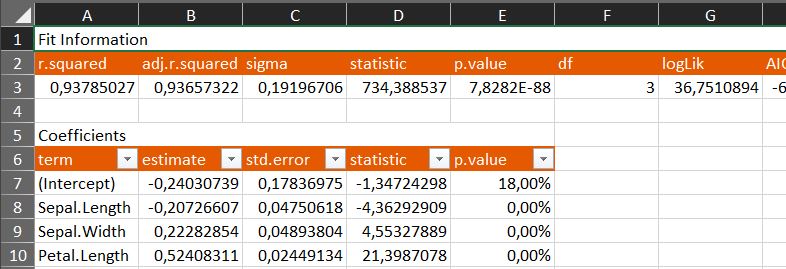 A B C D E F G
1 Fit Information
2 r.squared adj.r.squared sigma statistic p.value df logLik AIC
3 0,93785027 0,93657322 0,19196706 734,388537 7,8282E-88 3 36,7510894 -6
4
5 Coefficients
6 term estimate std.error statistic p.value
7 (Intercept) -0,24030739 0,17836975 -1,34724298 18,00%
8 Sepal.Length -0,20726607 0,04750618 -4,36292909 0,00%
9 Sepal.Width 0,22282854 0,04893804 4,55327889 0,00%
10 Petal.Length 0,52408311 0,02449134 21,3987078 0,00%